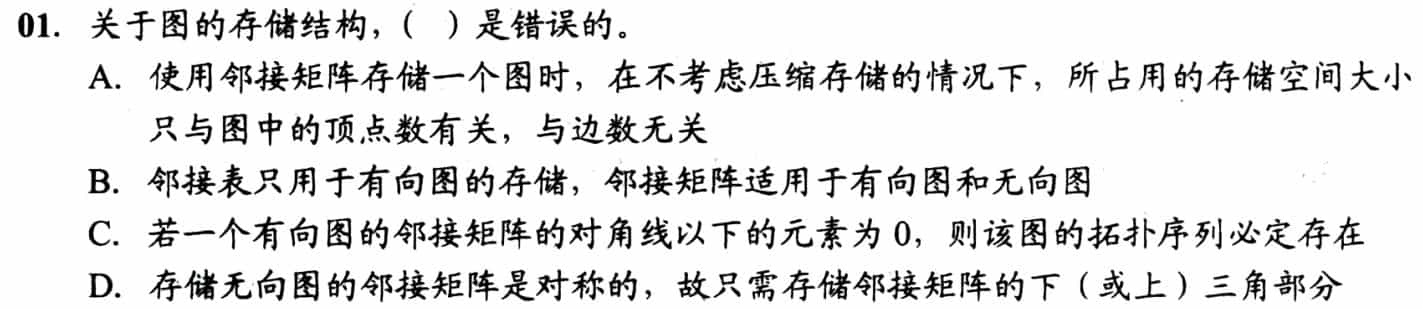 01. 关于图的存储结构，（ ）是错误的。
A. 使用邻接矩阵存储一个图时，在不考虑压缩存储的情况下，所占用的存储空间大小
只与图中的顶点数有关，与边数无关
B. 邻接表只用于有向图的存储，邻接矩阵适用于有向图和无向图
C. 若一个有向图的邻接矩阵的对角线以下的元素为 0，则该图的拓扑序列必定存在
D. 存储无向图的邻接矩阵是对称的，故只需存储邻接矩阵的下（或上）三角部分